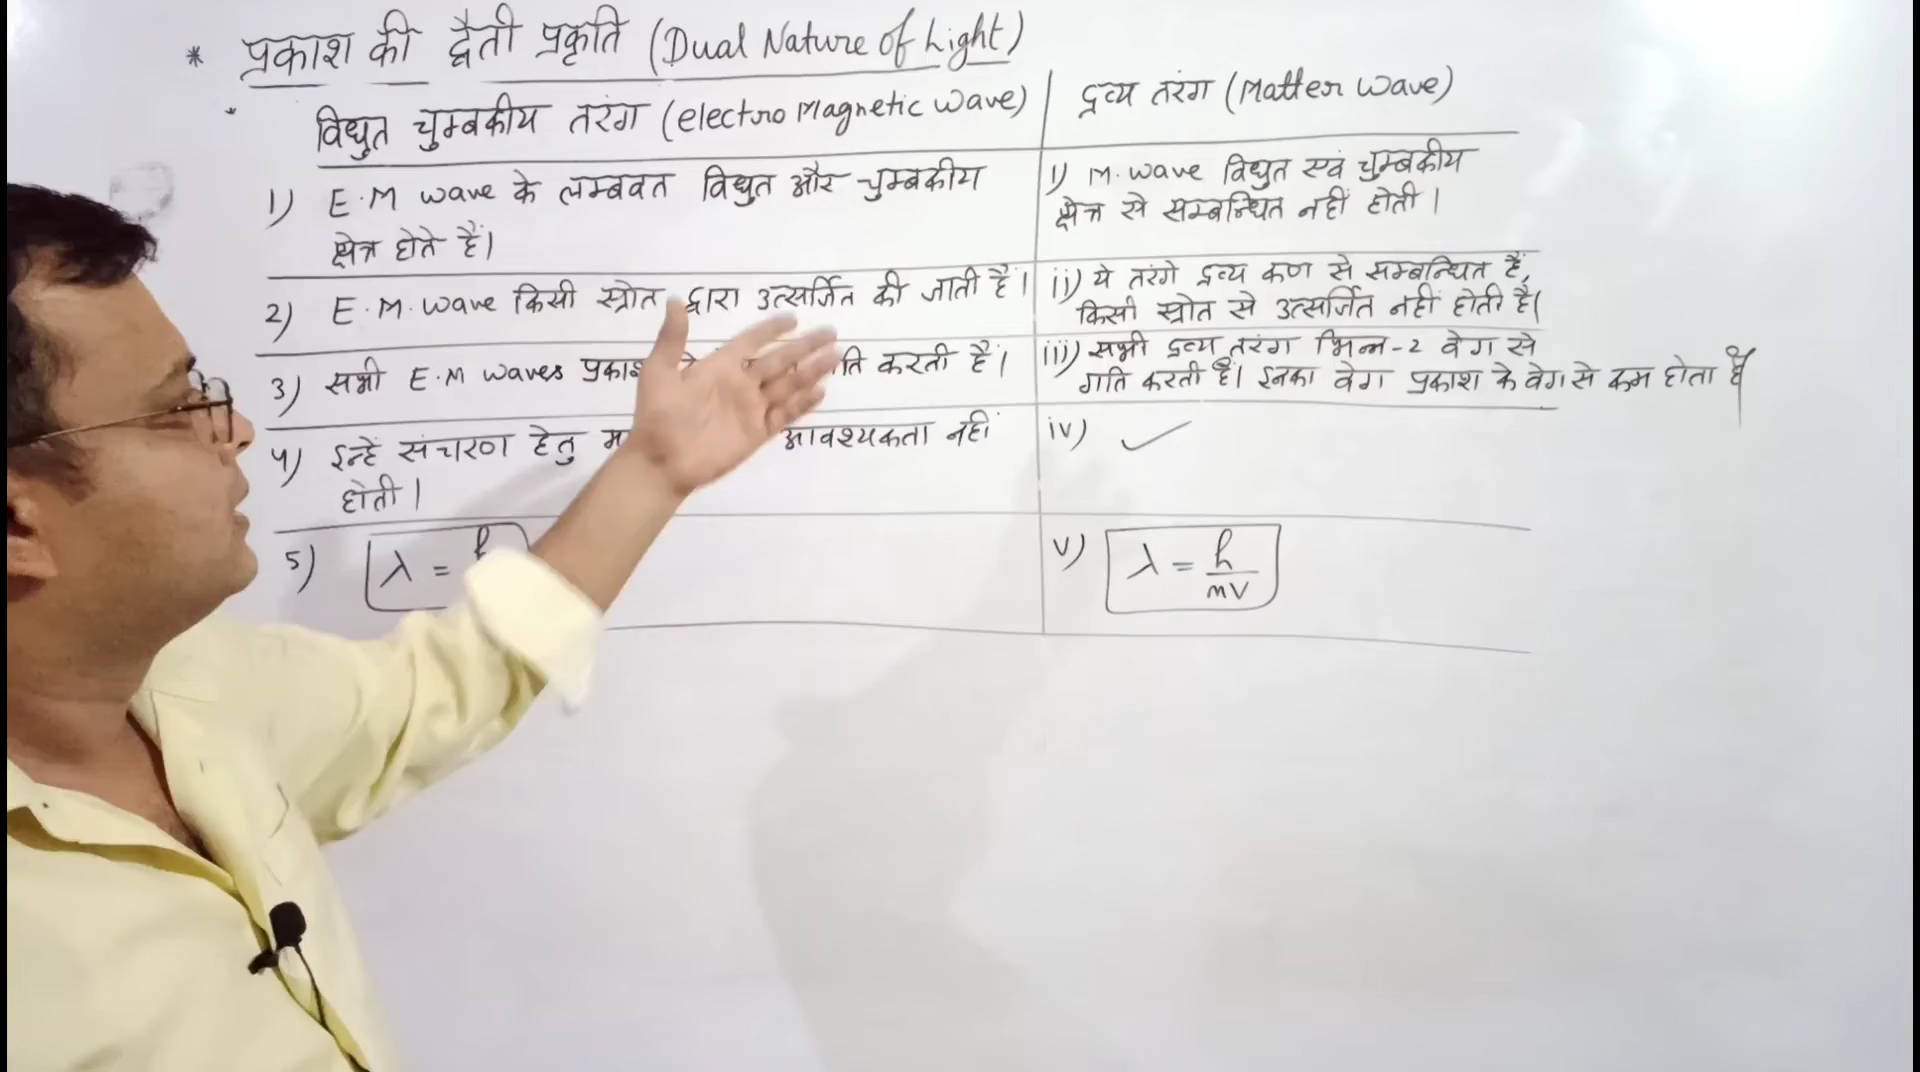 * प्रकाश की द्वैती प्रकृति (Dual Nature of Light)
विधुत चुम्बकीय तरंग (electro Magnetic Wave)
द्रव्य तरंग (Matter Wave)
1) E.M wave के लम्बवत विधुत और चुम्बकीय
क्षेत्र होते हैं।
i) M. wave विधुत एवं चुम्बकीय
क्षेत्र से सम्बन्धित नहीं होती।
2) E.M. wave किसी स्रोत द्वारा उत्सर्जित की जाती है।
ii) ये तरंगे द्रव्य कण से सम्बन्धित है,
किसी स्रोत से उत्सर्जित नहीं होती है।
3) सभी E.M waves करती है।
iii) सभी द्रव्य तरंग भिन्न-2 वेग से
गति करती है। इनका वेग प्रकाश के वेग से कम होता है
4) इन्हें संचारण हेतु आवश्यकता नहीं
होती।
iv) ✓
5) λ =
v) λ = h/mv